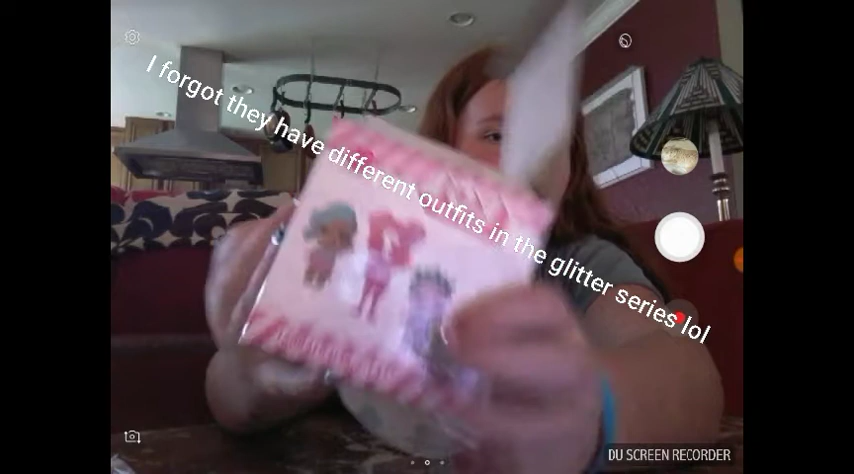 I forgot they have different outfits in the glitter series lol
DU SCREEN RECORDER